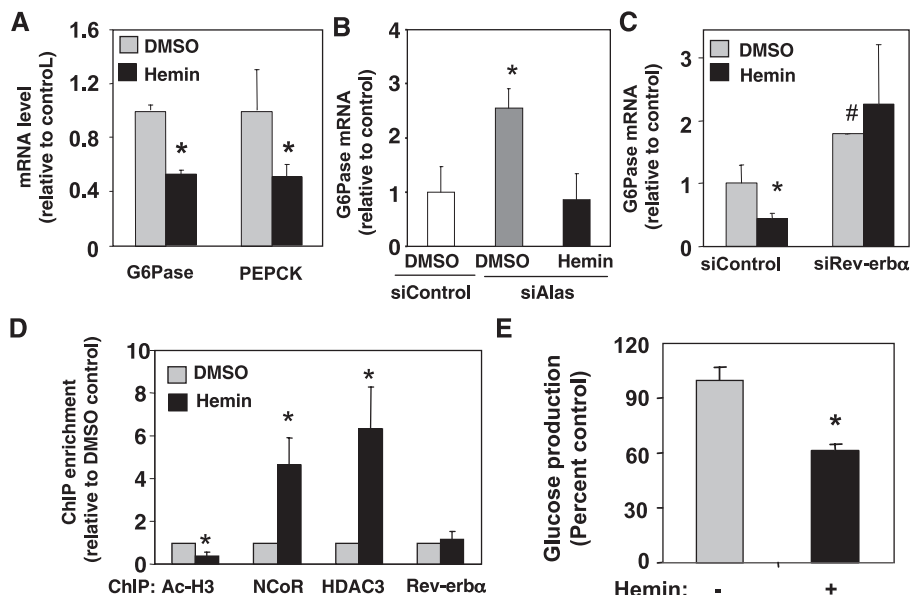 A
mRNA level
(relative to controlL)
1.6
1.2
0.8
0.4
0
DMSO
Hemin
*
*
G6Pase
PEPCK
B
G6Pase mRNA
(relative to control)
4
3
2
1
0
*
DMSO
DMSO
Hemin
siControl
siAlas
C
G6Pase mRNA
(relative to control)
3
2
1
0
DMSO
Hemin
*
#
siControl
siRev-erbα
D
ChIP enrichment
(relative to DMSO control)
10
8
6
4
2
0
DMSO
Hemin
*
*
*
ChIP: Ac-H3
NCoR
HDAC3
Rev-erbα
E
Glucose production
(Percent control)
120
90
60
30
0
*
Hemin: - +